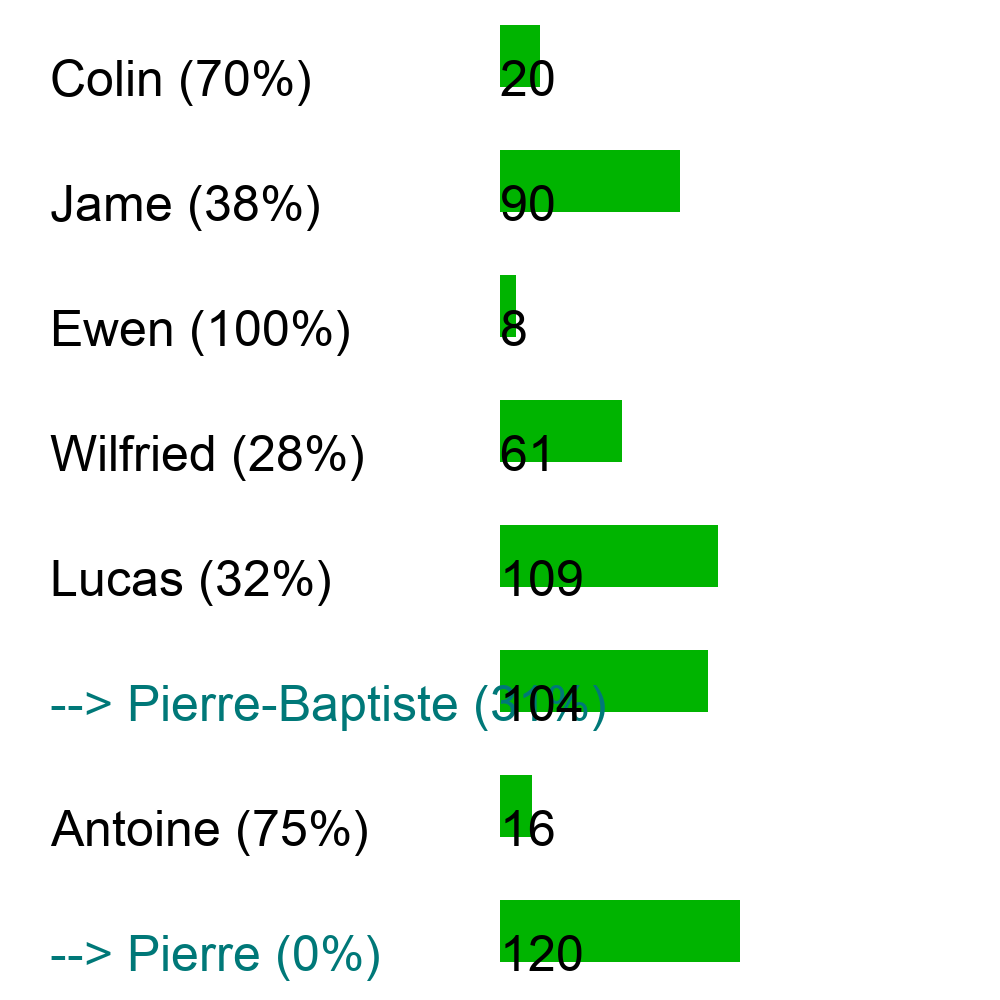 Colin (70%) 20
Jame (38%) 90
Ewen (100%) 8
Wilfried (28%) 61
Lucas (32%) 109
--> Pierre-Baptiste (31%) 104
Antoine (75%) 16
--> Pierre (0%) 120